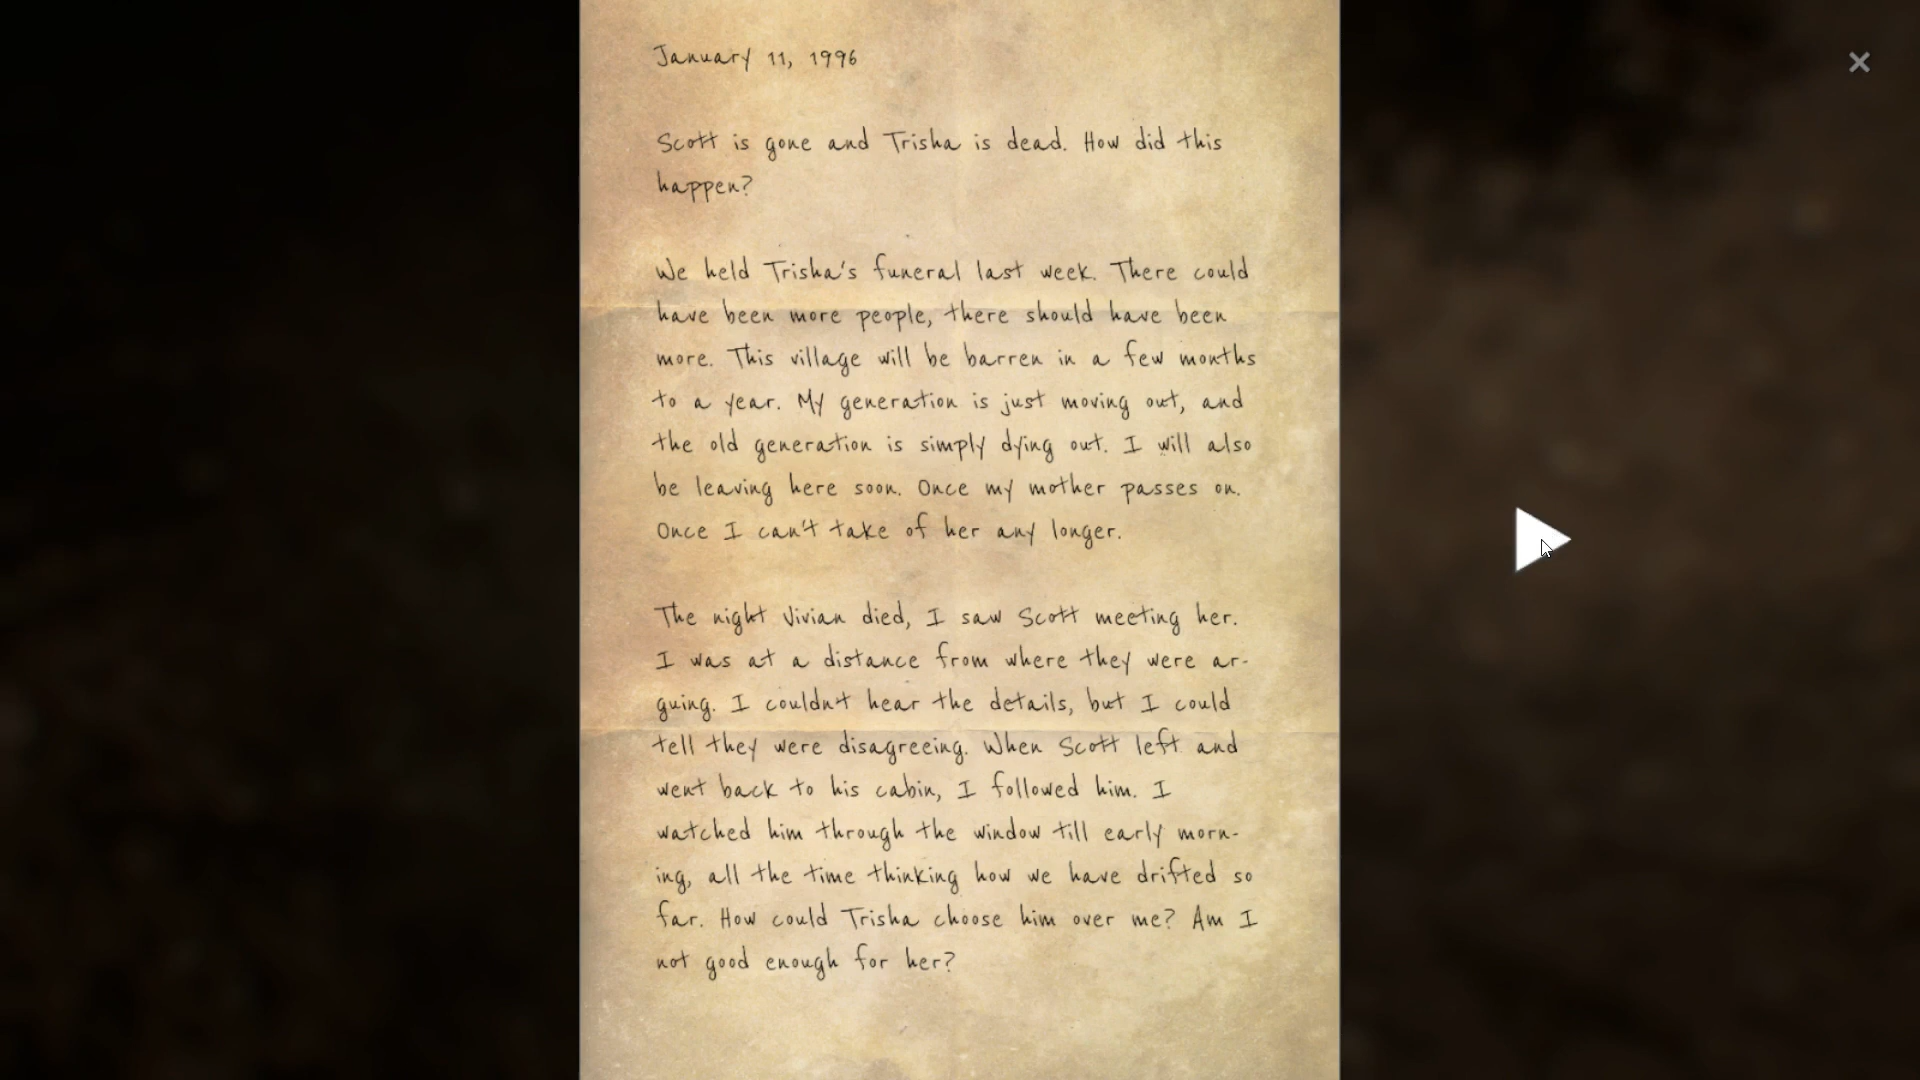 January 11, 1996
Scott is gone and Trisha is dead. How did this
happen?
We held Trisha's funeral last week. There could
have been more people, there should have been
more. This village will be barren in a few months
to a year. My generation is just moving out, and
the old generation is simply dying out. I will also
be leaving here soon. Once my mother passes on.
Once I can't take of her any longer.
The night Vivian died, I saw Scott meeting her.
I was at a distance from where they were ar-
guing. I couldn't hear the details, but I could
tell they were disagreeing. When Scott left and
went back to his cabin, I followed him. I
watched him through the window till early morn-
ing, all the time thinking how we have drifted so
far. How could Trisha choose him over me? Am I
not good enough for her?